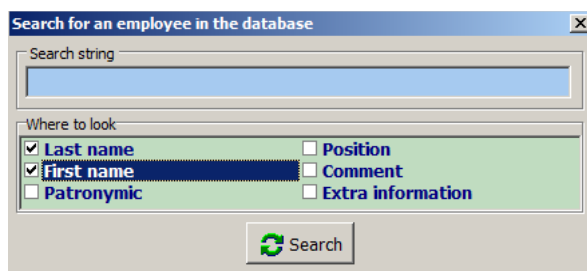 Search for an employee in the database
Search string
Where to look
Last name
Position
First name
Comment
Patronymic
Extra information
Search